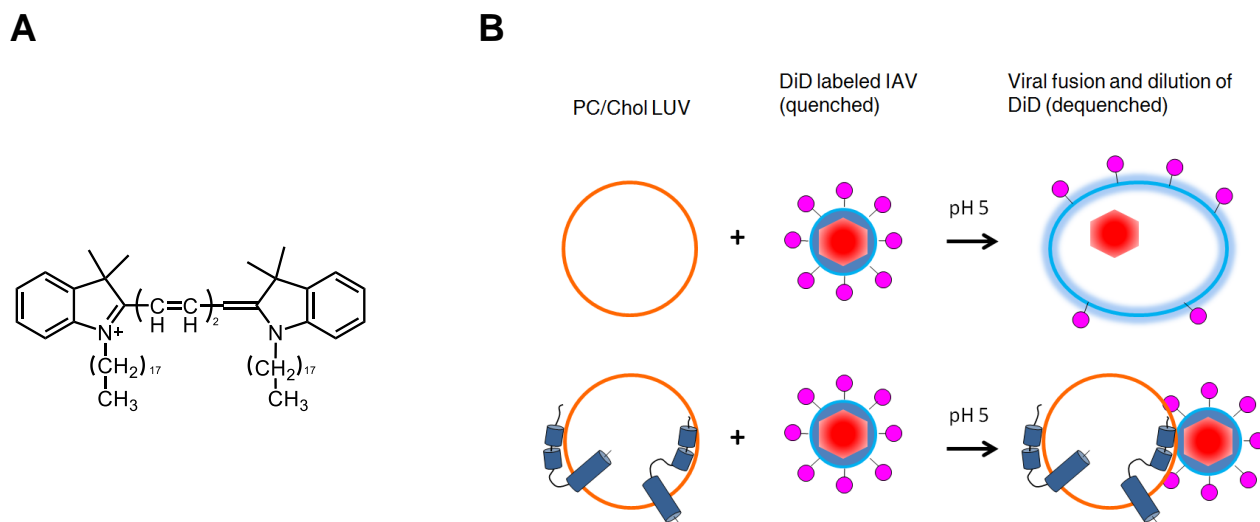 A
B
PC/Chol LUV
DiD labeled IAV
(quenched)
Viral fusion and dilution of
DiD (dequenched)
+
pH 5
N+
(CH2)17
CH3
( C H C H )2
N
(CH2)17
CH3
+
pH 5